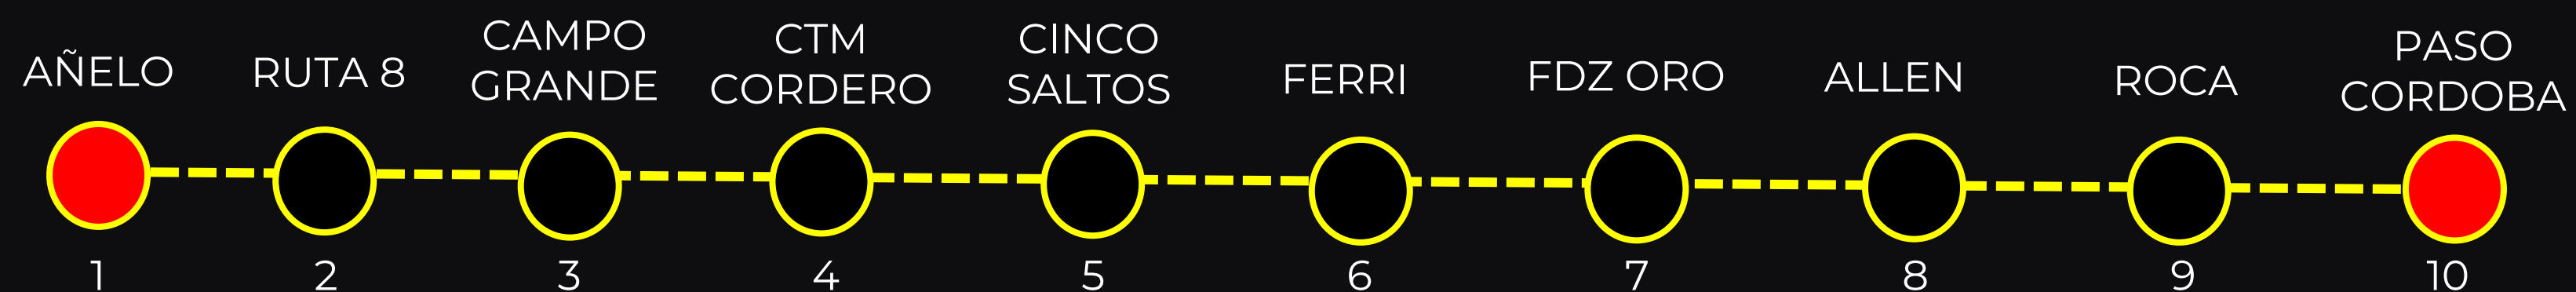 AÑELO
RUTA 8
CAMPO
GRANDE
CTM
CORDERO
CINCO
SALTOS
FERRI
FDZ ORO
ALLEN
ROCA
PASO
CORDOBA
1
2
3
4
5
6
7
8
9
10